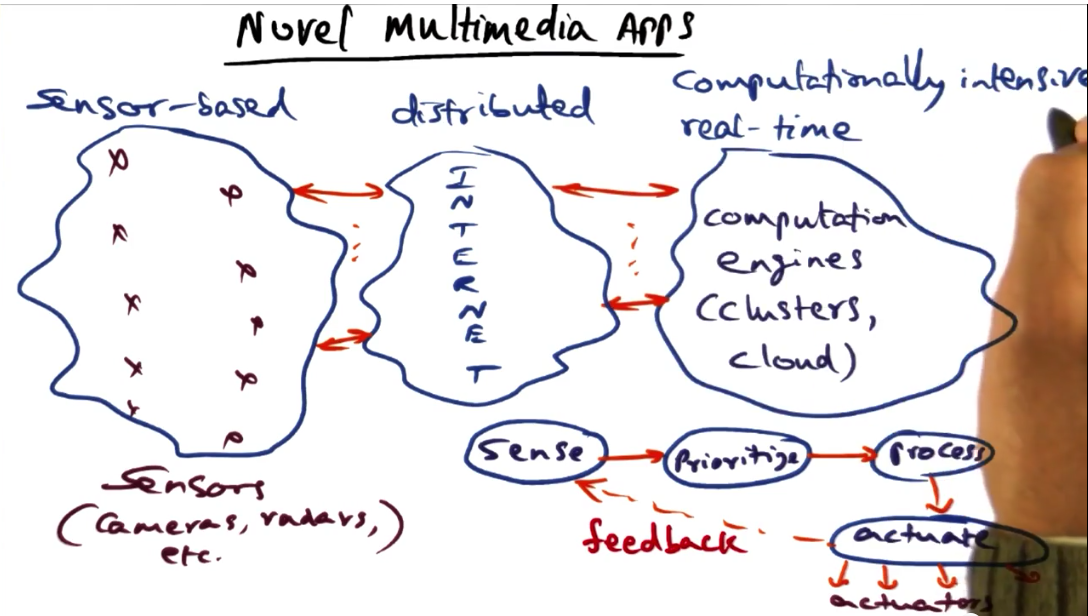 Novel Multimedia Apps
sensor-based
distributed
computationally intensive
real-time
INTERNET
computation
engines
(clusters,
cloud)
Sensors
(cameras, radars,)
etc.
Sense
Prioritize
process
actuate
feedback
actuators